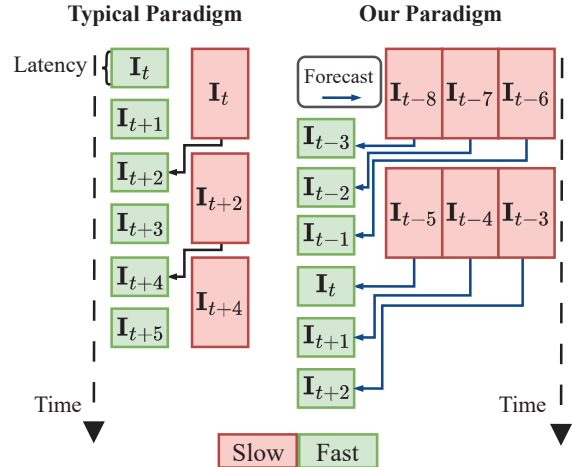 Typical Paradigm
Our Paradigm
Latency
I_t
I_{t+1}
I_{t+2}
I_{t+3}
I_{t+4}
I_{t+5}
I_t
I_{t+2}
I_{t+4}
Time
Forecast
I_{t-8}
I_{t-7}
I_{t-6}
I_{t-3}
I_{t-2}
I_{t-1}
I_{t-5}
I_{t-4}
I_{t-3}
I_t
I_{t+1}
I_{t+2}
Time
Slow
Fast